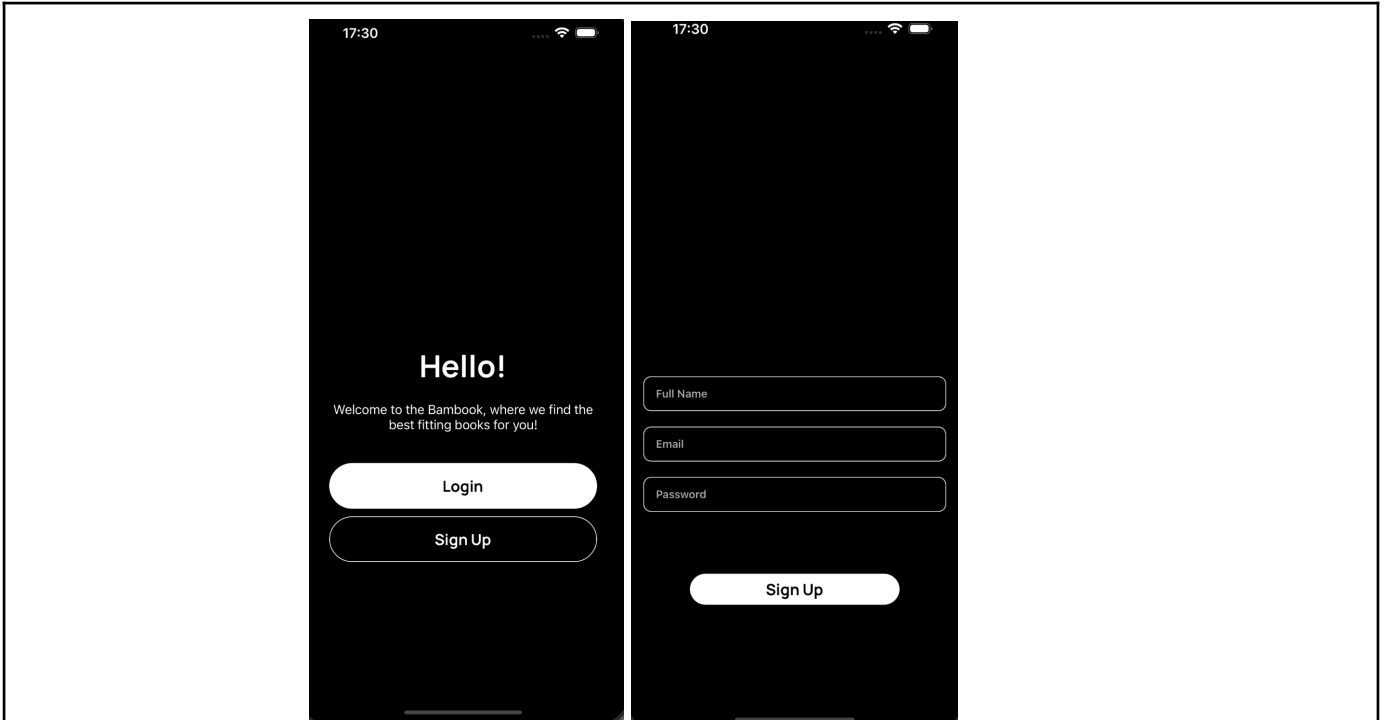 17:30
Hello!
Welcome to the Bambook, where we find the
best fitting books for you!
Login
Sign Up
17:30
Full Name
Email
Password
Sign Up